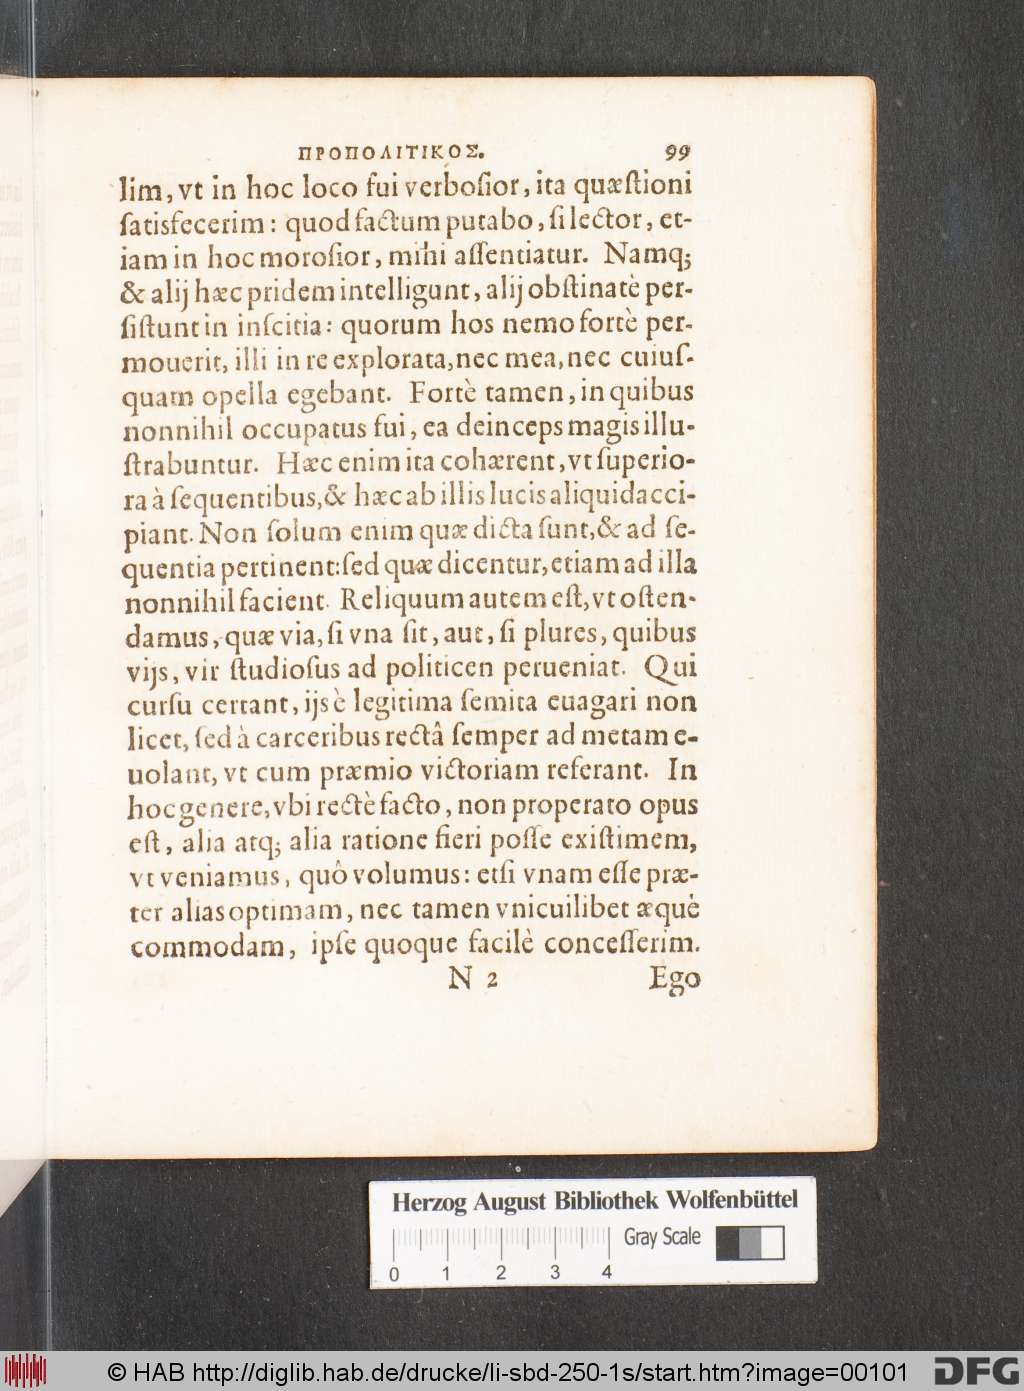 ΠΡΟΠΟΛΙΤΙΚΟΣ. 99
lim, vt in hoc loco fui verboſior, ita quæſtioni
ſatisfecerim: quod factum putabo, ſi lector, et-
iam in hoc moroſior, mihi aſſentiatur. Namq;
& alij hæc pridem intelligunt, alij obſtinatè per-
ſiſtunt in inſcitia: quorum hos nemo fortè per-
mouerit, illi in re explorata, nec mea, nec cuiuſ-
quam opella egebant. Fortè tamen, in quibus
nonnihil occupatus fui, ea deinceps magis illu-
ſtrabuntur. Hæc enim ita cohærent, vt ſuperio-
ra à ſequentibus, & hæc ab illis lucis aliquid acci-
piant. Non ſolum enim quæ dicta ſunt, & ad ſe-
quentia pertinent: ſed quæ dicentur, etiam ad illa
nonnihil facient. Reliquum autem eſt, vt oſten-
damus, quæ via, ſi vna ſit, aut, ſi plures, quibus
vijs, vir ſtudioſus ad politicen perueniat. Qui
curſu certant, ijs è legitima ſemita euagari non
licet, ſed à carceribus rectâ ſemper ad metam e-
uolant, vt cum præmio victoriam referant. In
hoc genere, vbi rectè facto, non properato opus
eſt, alia atq; alia ratione fieri poſſe exiſtimem,
vt veniamus, quô volumus: etſi vnam eſſe præ-
ter alias optimam, nec tamen vnicuilibet æquè
commodam, ipſe quoque facilè conceſſerim.
N 2 Ego
Herzog August Bibliothek Wolfenbüttel
Gray Scale
0 1 2 3 4
© HAB http://diglib.hab.de/drucke/li-sbd-250-1s/start.htm?image=00101 DFG